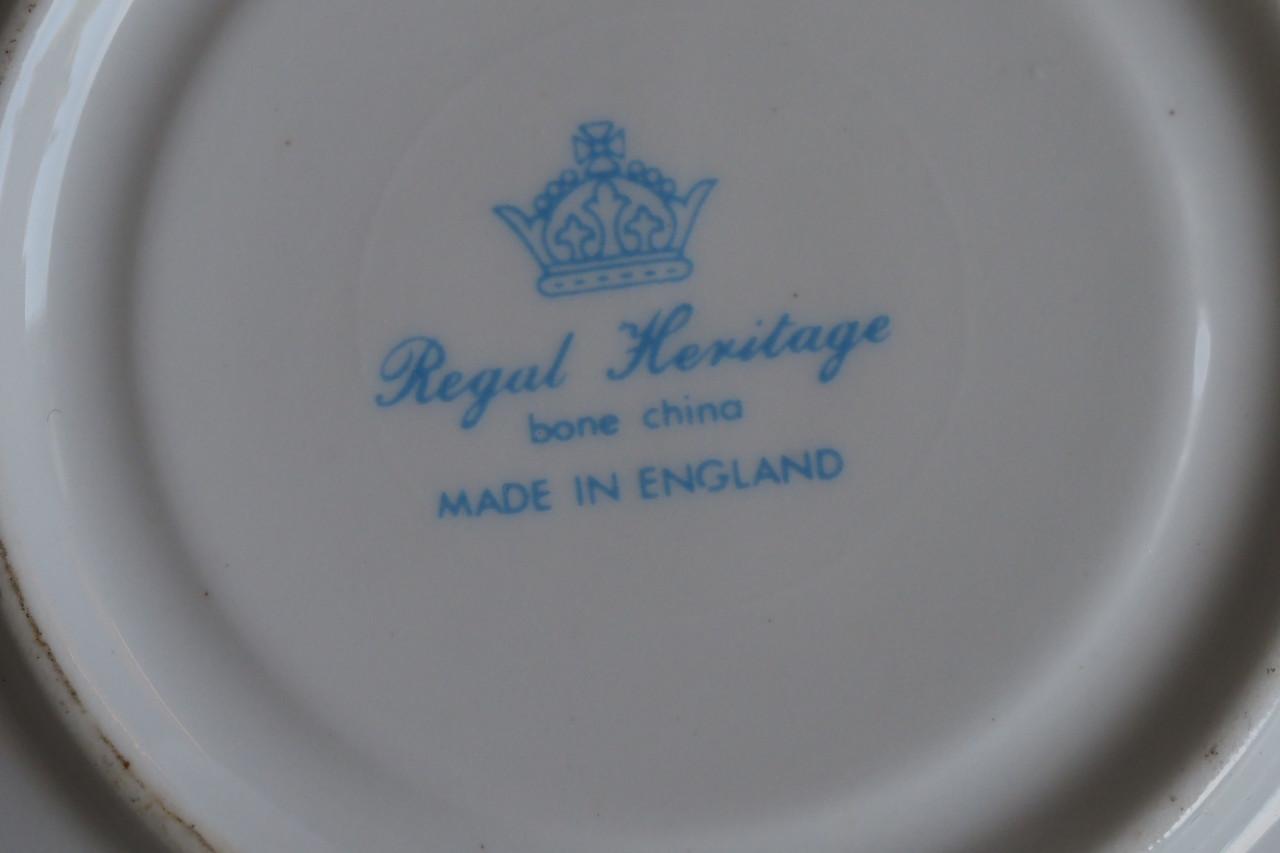 Regal Heritage
bone china
MADE IN ENGLAND